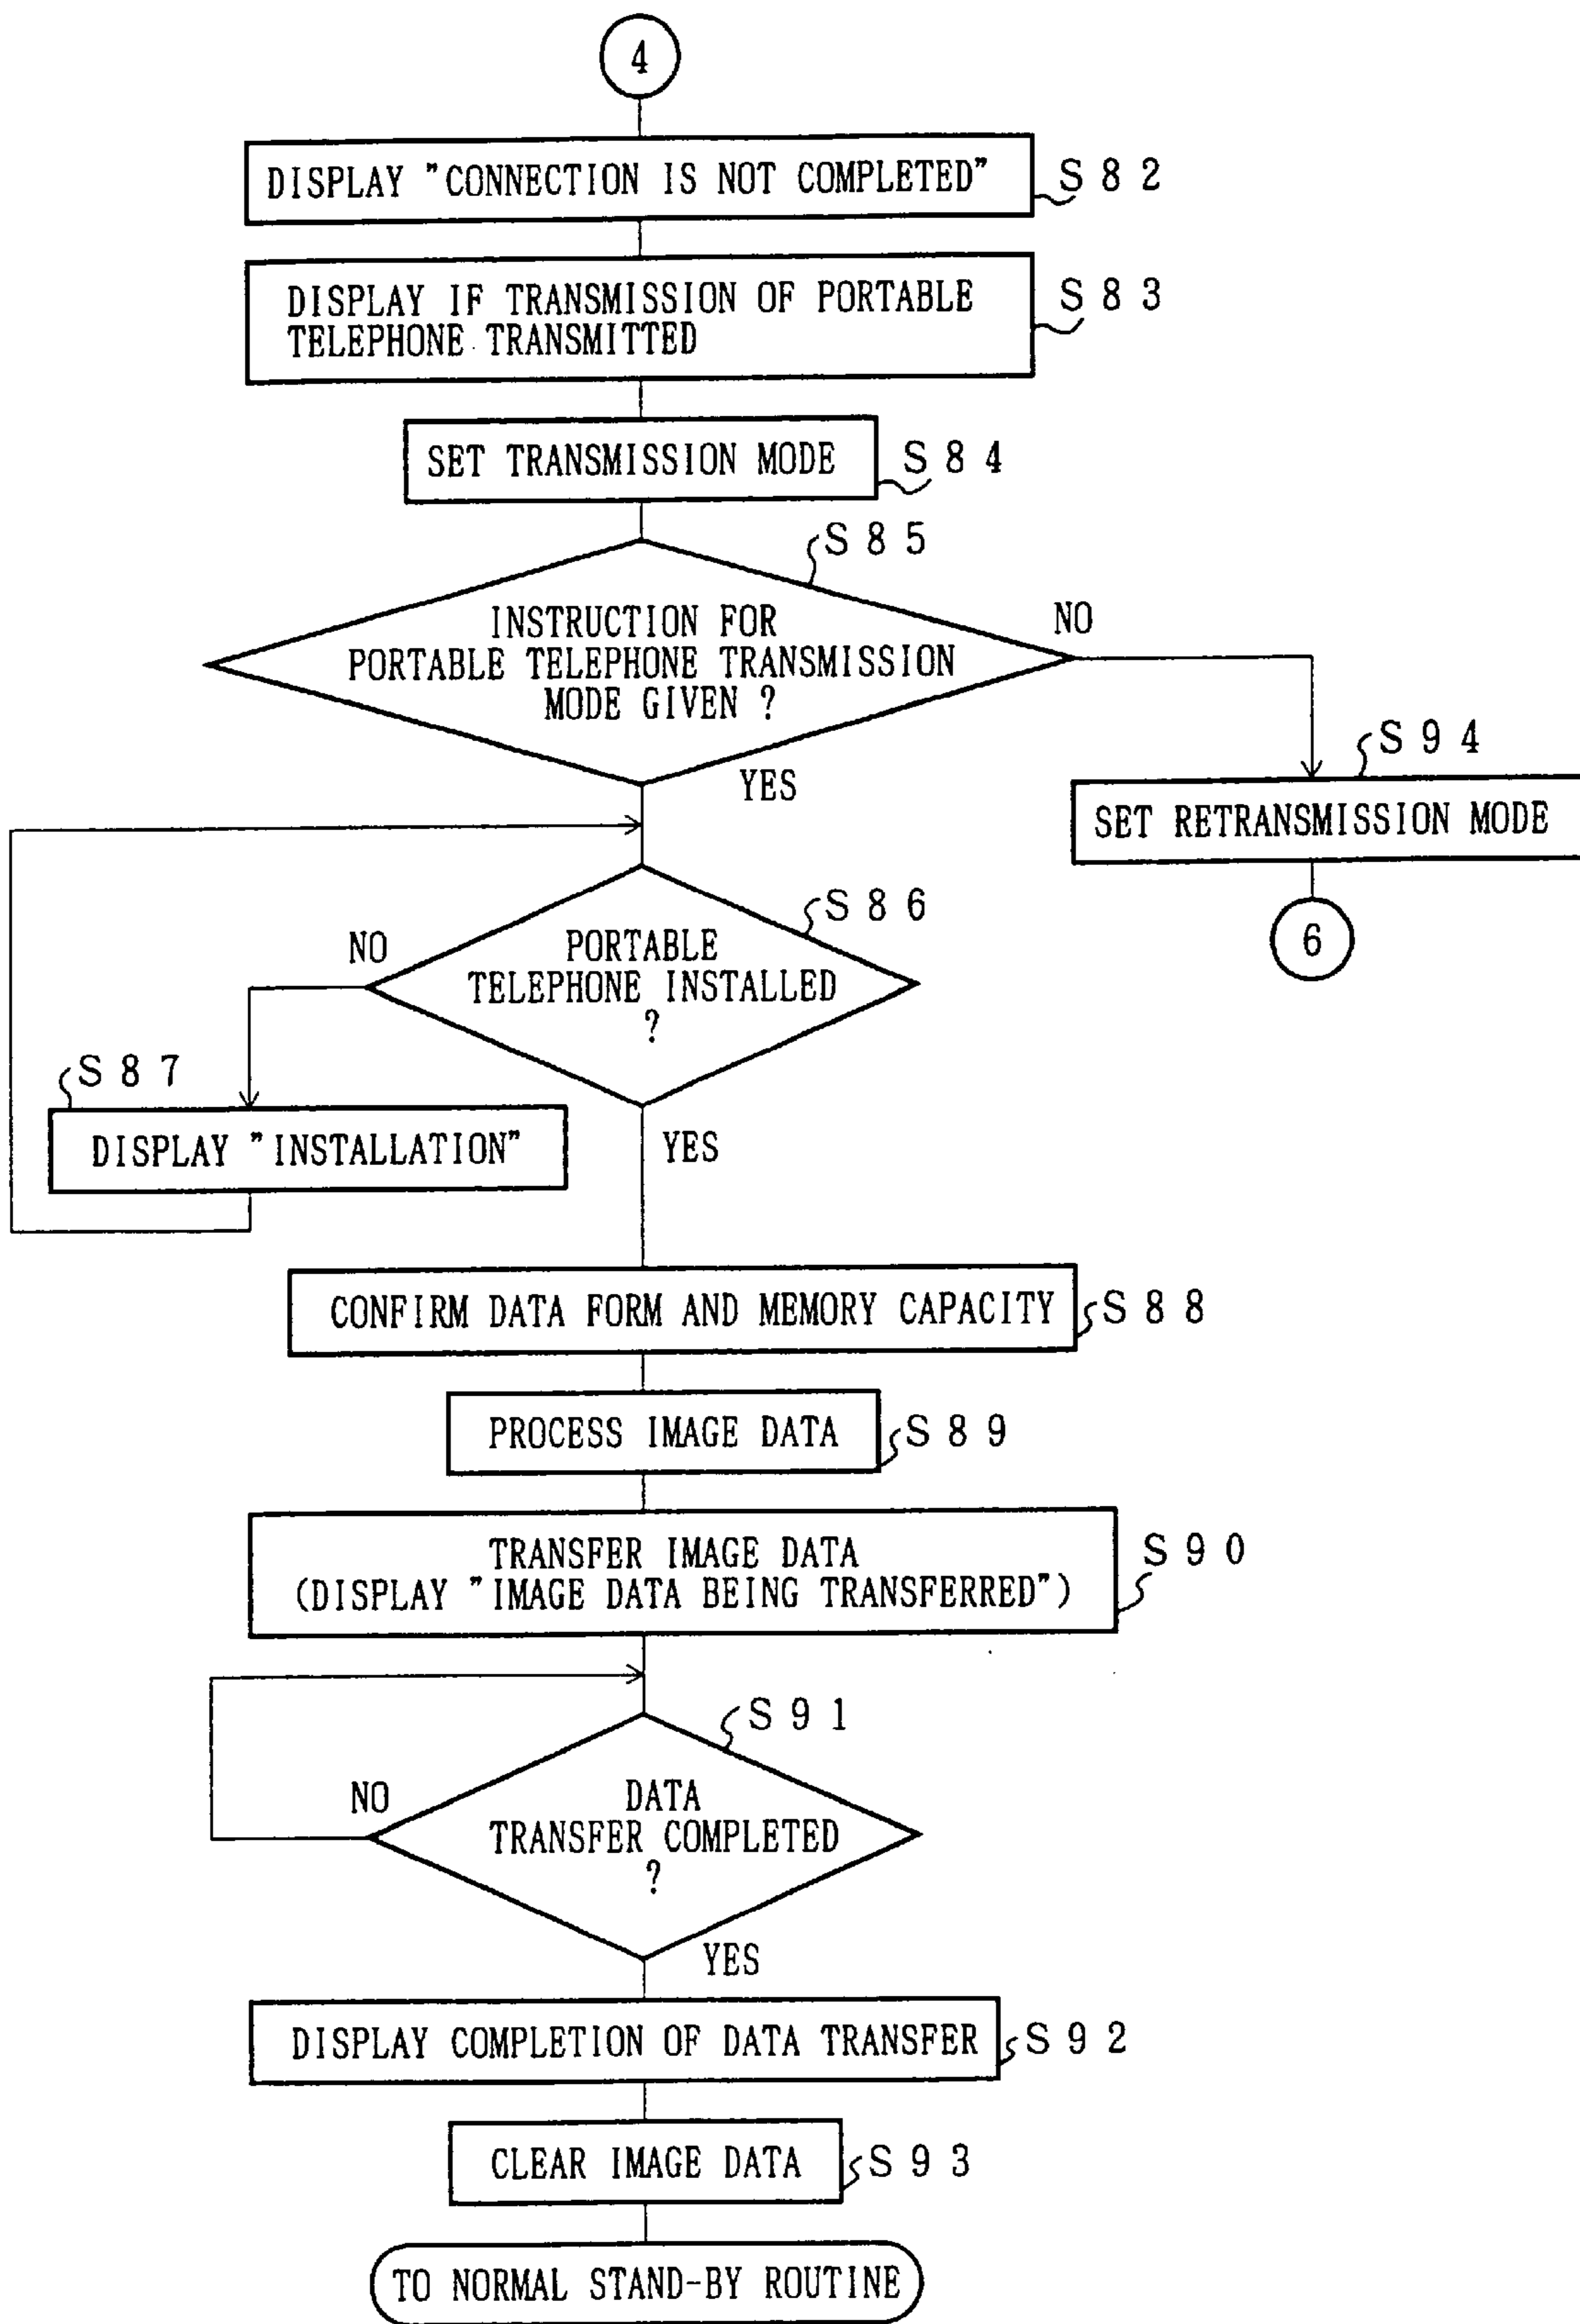 4
DISPLAY "CONNECTION IS NOT COMPLETED"
S82
DISPLAY IF TRANSMISSION OF PORTABLE
TELEPHONE TRANSMITTED
S83
SET TRANSMISSION MODE
S84
S85
INSTRUCTION FOR
PORTABLE TELEPHONE TRANSMISSION
MODE GIVEN ?
NO
YES
S94
SET RETRANSMISSION MODE
6
S86
PORTABLE
TELEPHONE INSTALLED
?
NO
S87
DISPLAY "INSTALLATION"
YES
CONFIRM DATA FORM AND MEMORY CAPACITY
S88
PROCESS IMAGE DATA
S89
TRANSFER IMAGE DATA
(DISPLAY "IMAGE DATA BEING TRANSFERRED")
S90
S91
NO
DATA
TRANSFER COMPLETED
?
YES
DISPLAY COMPLETION OF DATA TRANSFER
S92
CLEAR IMAGE DATA
S93
TO NORMAL STAND-BY ROUTINE